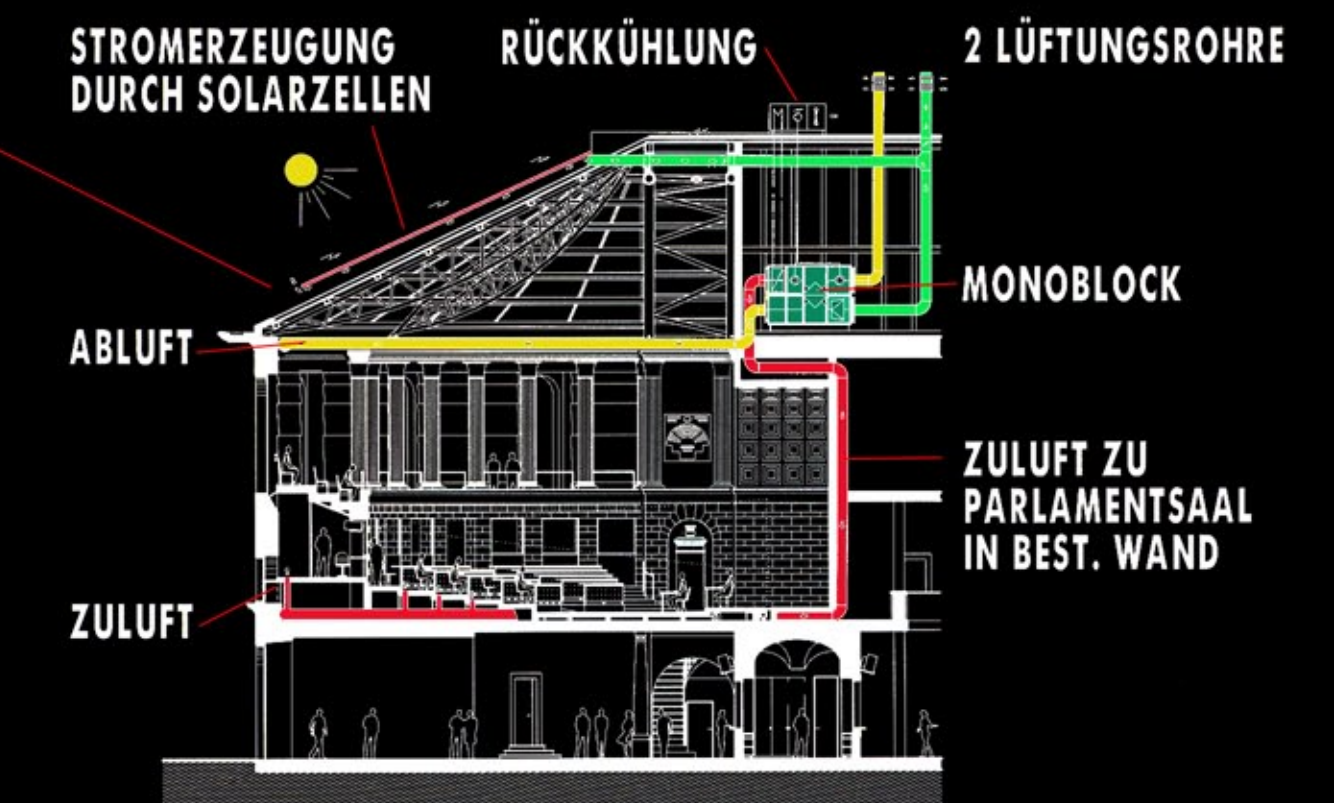 STROMERZEUGUNG
DURCH SOLARZELLEN
RÜCKKÜHLUNG
2 LÜFTUNGSROHRE
MONOBLOCK
ABLUFT
ZULUFT ZU
PARLAMENTSAAL
IN BEST. WAND
ZULUFT